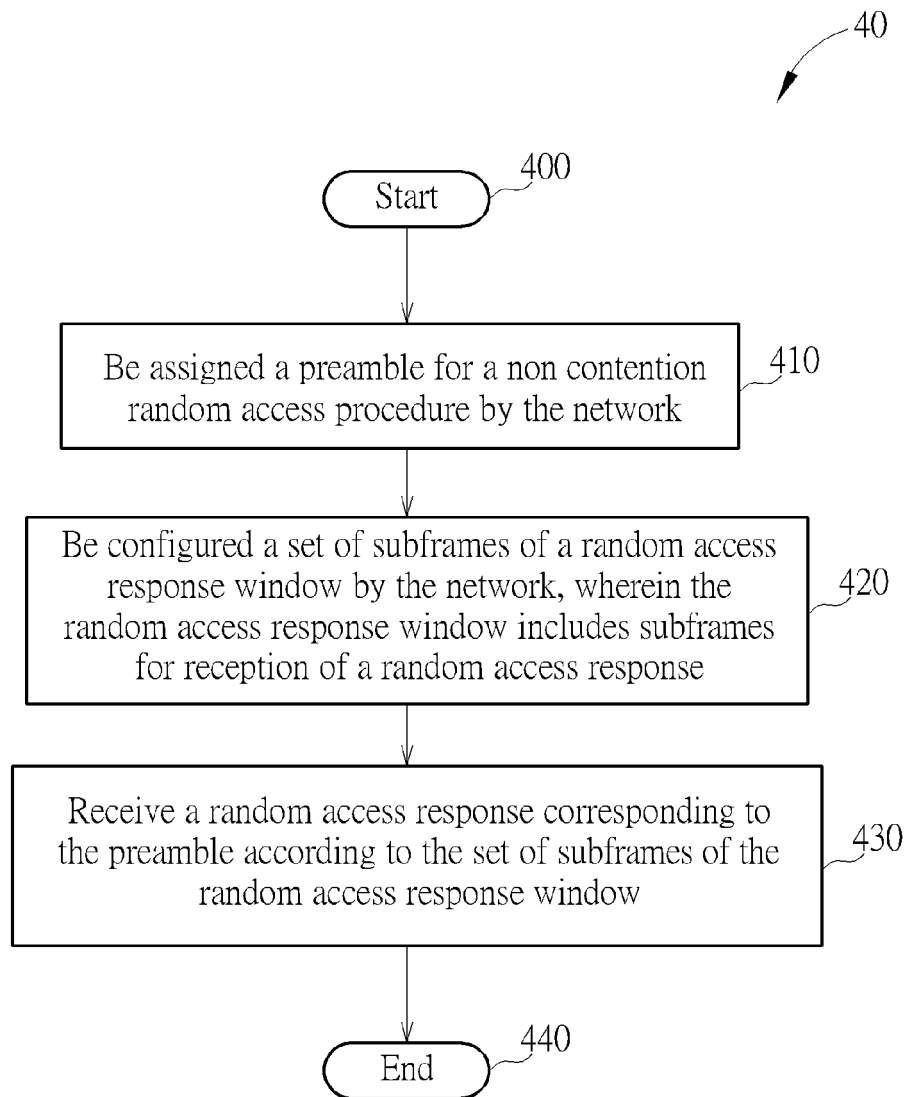 40
Start
400
Be assigned a preamble for a non contention
random access procedure by the network
410
Be configured a set of subframes of a random access
response window by the network, wherein the
random access response window includes subframes
for reception of a random access response
420
Receive a random access response corresponding to
the preamble according to the set of subframes of the
random access response window
430
End
440